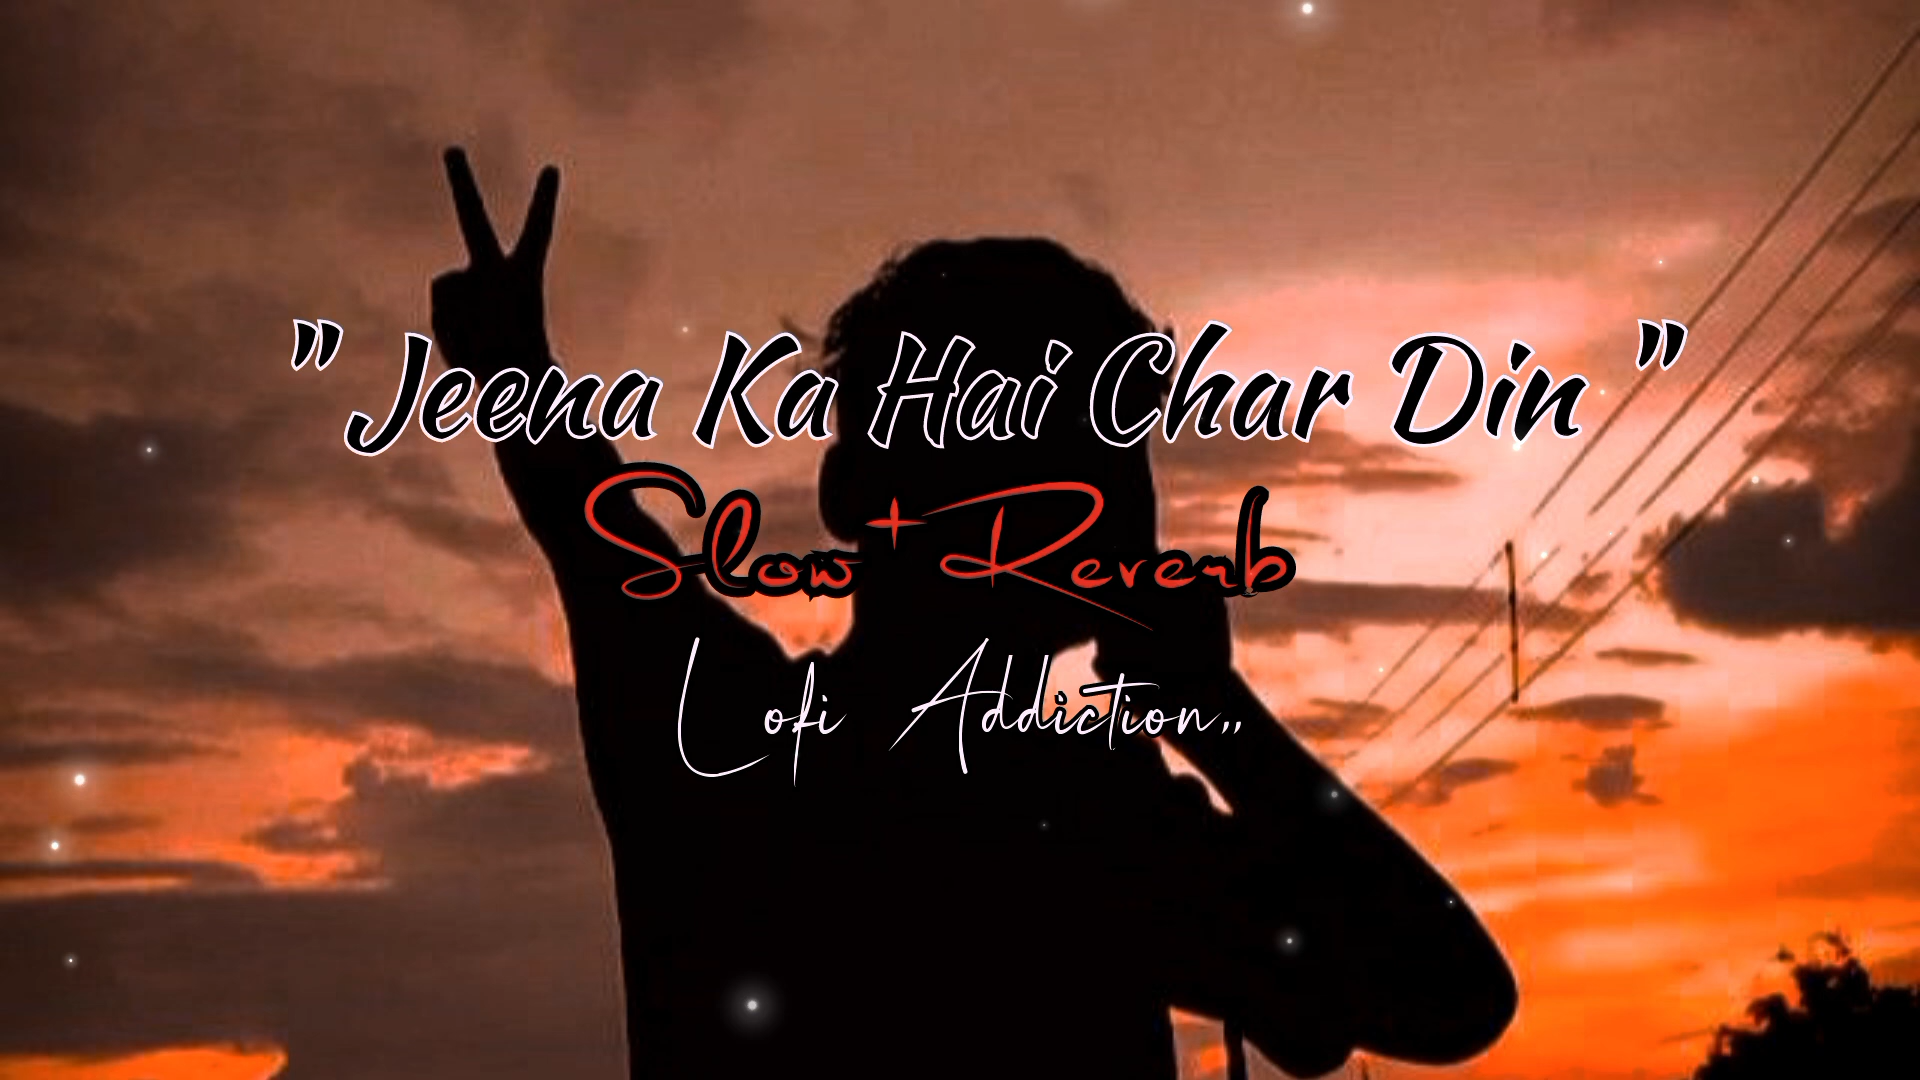 " Jeena Ka Hai Char Din "
Slow + Reverb
Lofi Addiction,,